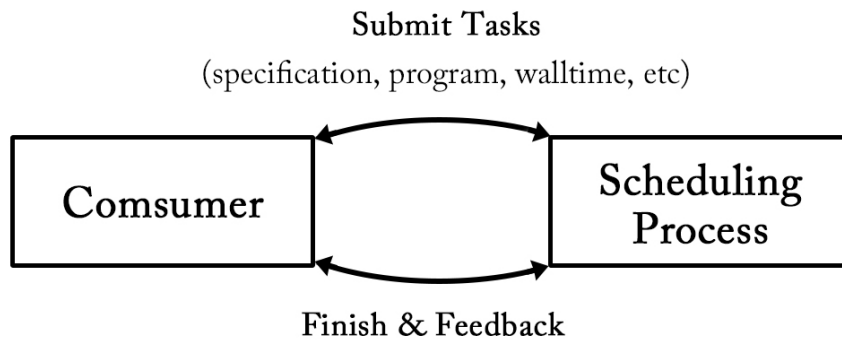 Submit Tasks
(specification, program, walltime, etc)
Comsumer
Scheduling
Process
Finish & Feedback